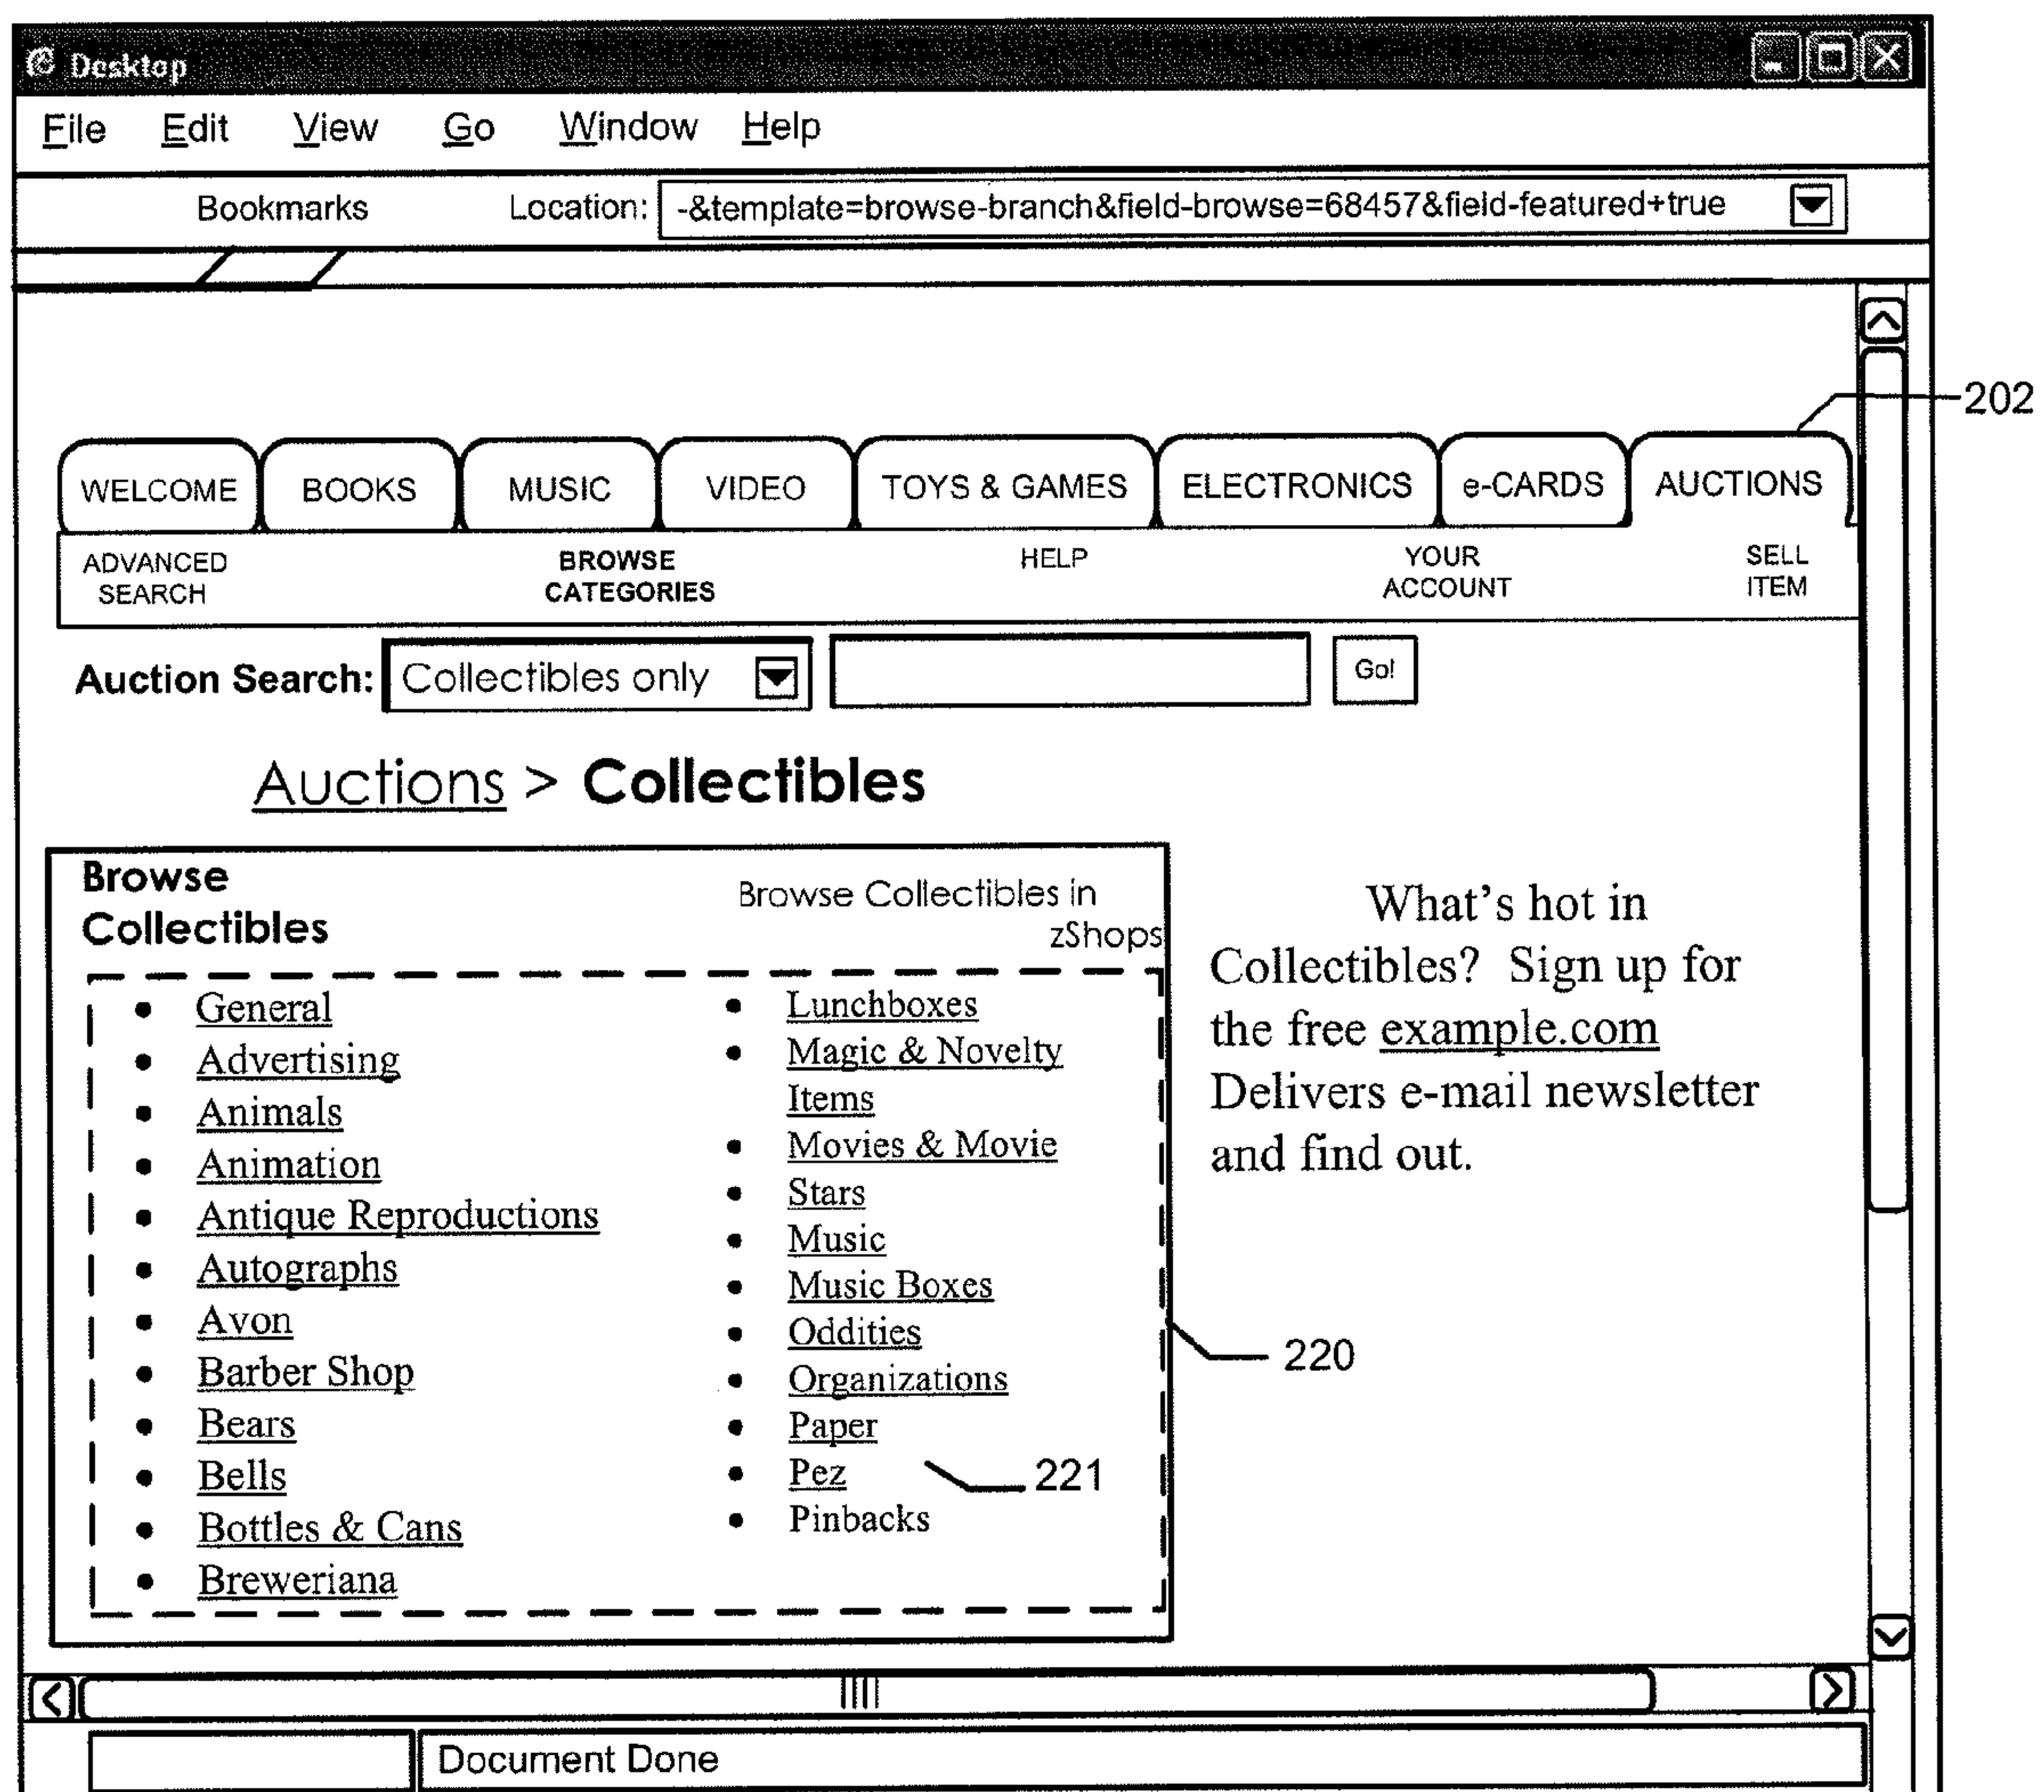 Desktop
File Edit View Go Window Help
Bookmarks Location: -&template=browse-branch&field-browse=68457&field-featured+true
202
WELCOME BOOKS MUSIC VIDEO TOYS & GAMES ELECTRONICS e-CARDS AUCTIONS
ADVANCED SEARCH
BROWSE CATEGORIES
HELP
YOUR ACCOUNT
SELL ITEM
Auction Search: Collectibles only Go!
Auctions > Collectibles
Browse
Collectibles
Browse Collectibles in
zShops
• General
• Advertising
• Animals
• Animation
• Antique Reproductions
• Autographs
• Avon
• Barber Shop
• Bears
• Bells
• Bottles & Cans
• Breweriana
• Lunchboxes
• Magic & Novelty
Items
• Movies & Movie
• Stars
• Music
• Music Boxes
• Oddities
• Organizations
• Paper
• Pez
• Pinbacks
221
220
What's hot in
Collectibles? Sign up for
the free example.com
Delivers e-mail newsletter
and find out.
Document Done